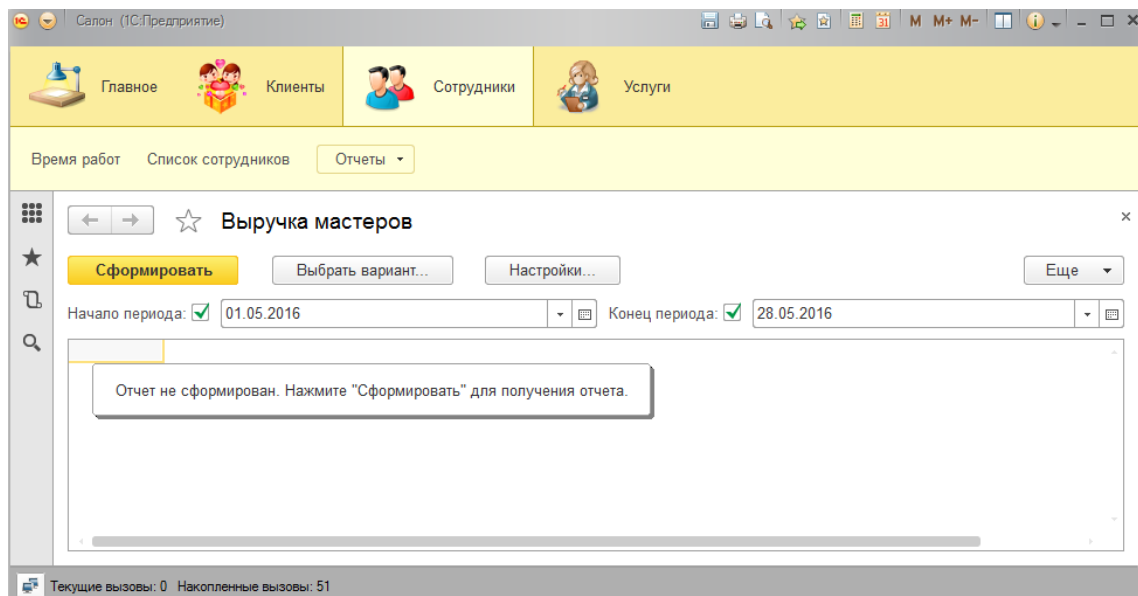 Салон (1С:Предприятие) 31 M M+ M-
Главное Клиенты Сотрудники Услуги
Время работ Список сотрудников Отчеты
Выручка мастеров
Сформировать Выбрать вариант... Настройки... Еще
Начало периода: 01.05.2016 Конец периода: 28.05.2016
Отчет не сформирован. Нажмите "Сформировать" для получения отчета.
Текущие вызовы: 0 Накопленные вызовы: 51